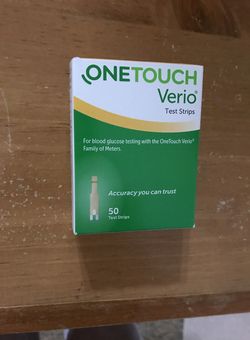 ONETOUCH
Verio®
Test Strips
For blood glucose testing with the OneTouch Verio®
Family of Meters.
Accuracy you can trust
50
Test Strips